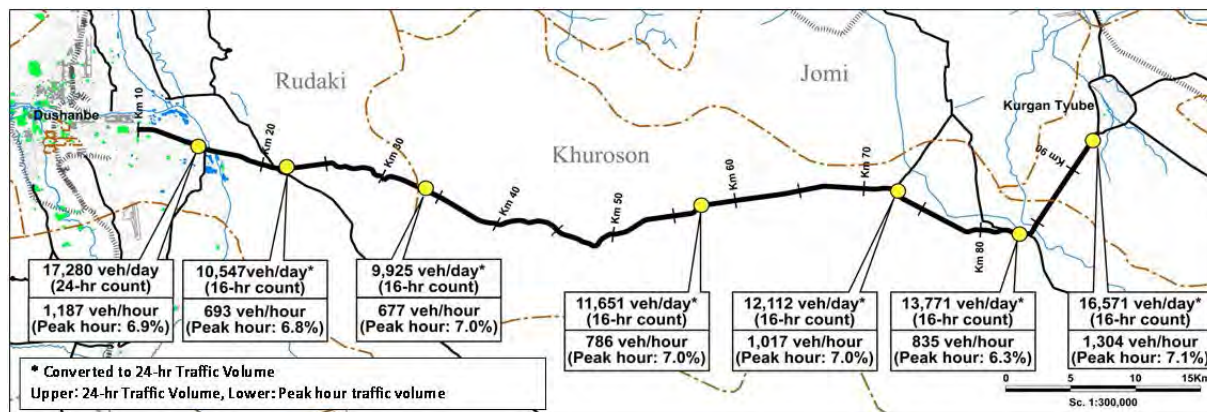 Rudaki
Jomi
Kurgan Tyube
Dushanbe
Khuroson
Km 10
Km 20
Km 30
Km 40
Km 50
Km 60
Km 70
Km 80
Km 90
17,280 veh/day
(24-hr count)
1,187 veh/hour
(Peak hour: 6.9%)
10,547veh/day*
(16-hr count)
693 veh/hour
(Peak hour: 6.8%)
9,925 veh/day*
(16-hr count)
677 veh/hour
(Peak hour: 7.0%)
11,651 veh/day*
(16-hr count)
786 veh/hour
(Peak hour: 7.0%)
12,112 veh/day*
(16-hr count)
1,017 veh/hour
(Peak hour: 7.0%)
13,771 veh/day*
(16-hr count)
835 veh/hour
(Peak hour: 6.3%)
16,571 veh/day*
(16-hr count)
1,304 veh/hour
(Peak hour: 7.1%)
* Converted to 24-hr Traffic Volume
Upper: 24-hr Traffic Volume, Lower: Peak hour traffic volume
0 5 10 15Km
Sc. 1:300,000